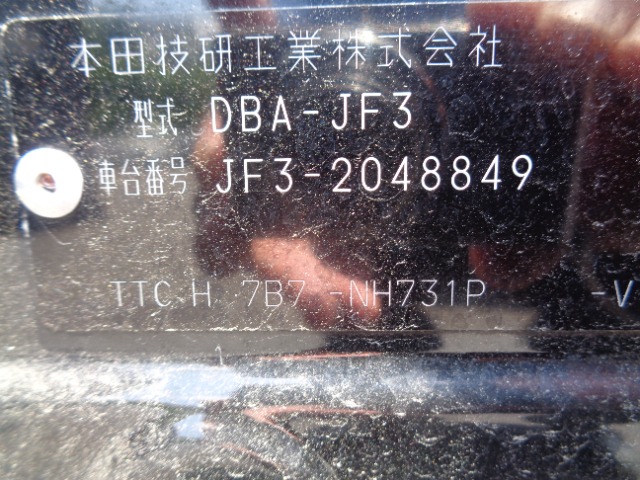 本田技研工業株式会社
型式 DBA-JF3
車台番号 JF3-2048849
TTC H 7B7 -NH731P -V